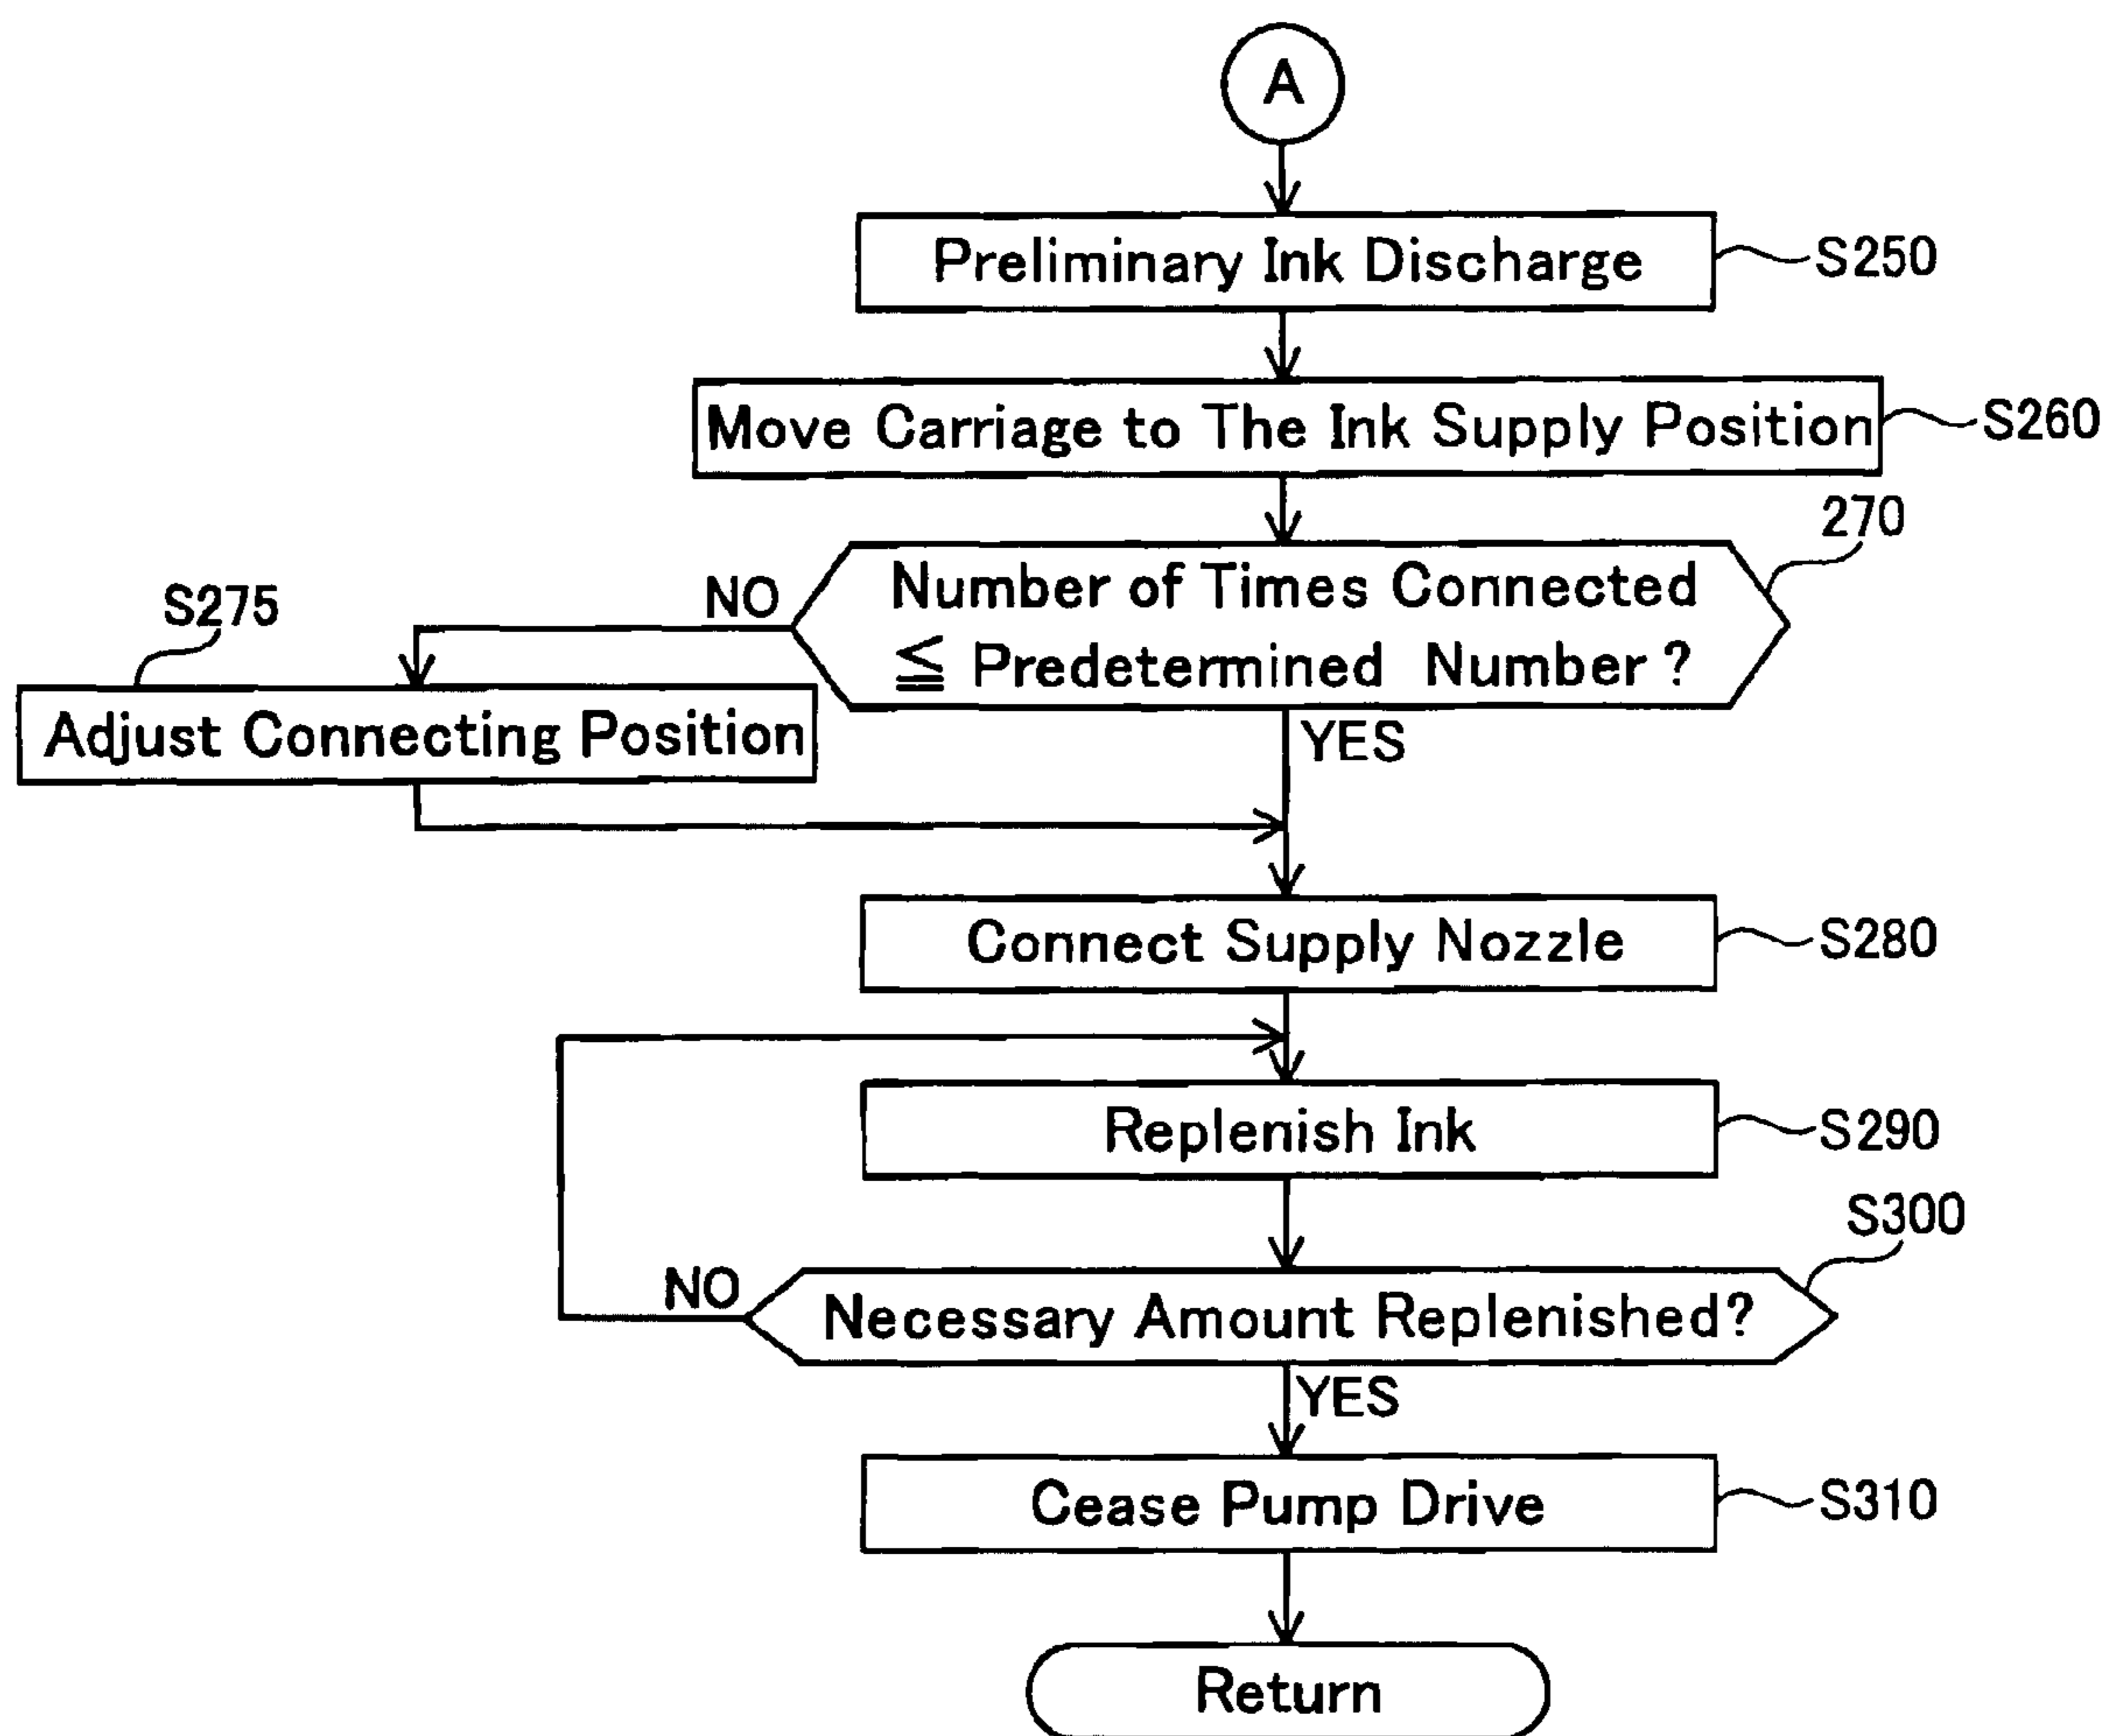 A
Preliminary Ink Discharge
S250
Move Carriage to The Ink Supply Position
S260
270
Number of Times Connected
≦ Predetermined Number?
NO
S275
Adjust Connecting Position
YES
Connect Supply Nozzle
S280
Replenish Ink
S290
S300
NO
Necessary Amount Replenished?
YES
Cease Pump Drive
S310
Return